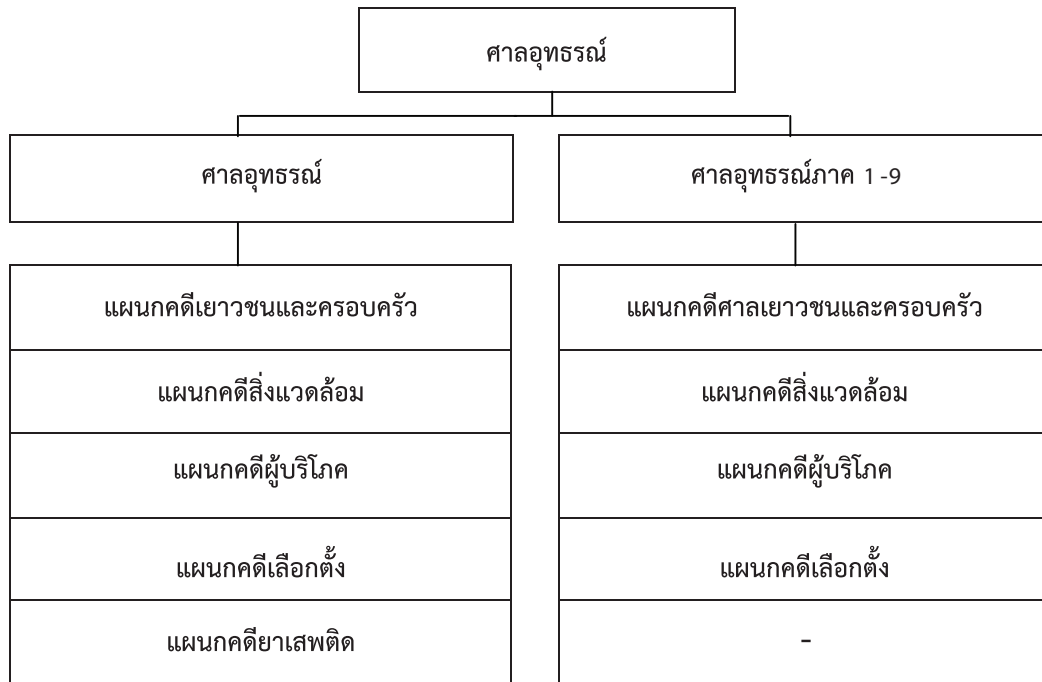 ศาลอุทธรณ์
ศาลอุทธรณ์
ศาลอุทธรณ์ภาค 1 -9
แผนกคดีเยาวชนและครอบครัว
แผนกคดีศาลเยาวชนและครอบครัว
แผนกคดีสิ่งแวดล้อม
แผนกคดีสิ่งแวดล้อม
แผนกคดีผู้บริโภค
แผนกคดีผู้บริโภค
แผนกคดีเลือกตั้ง
แผนกคดีเลือกตั้ง
แผนกคดียาเสพติด
-